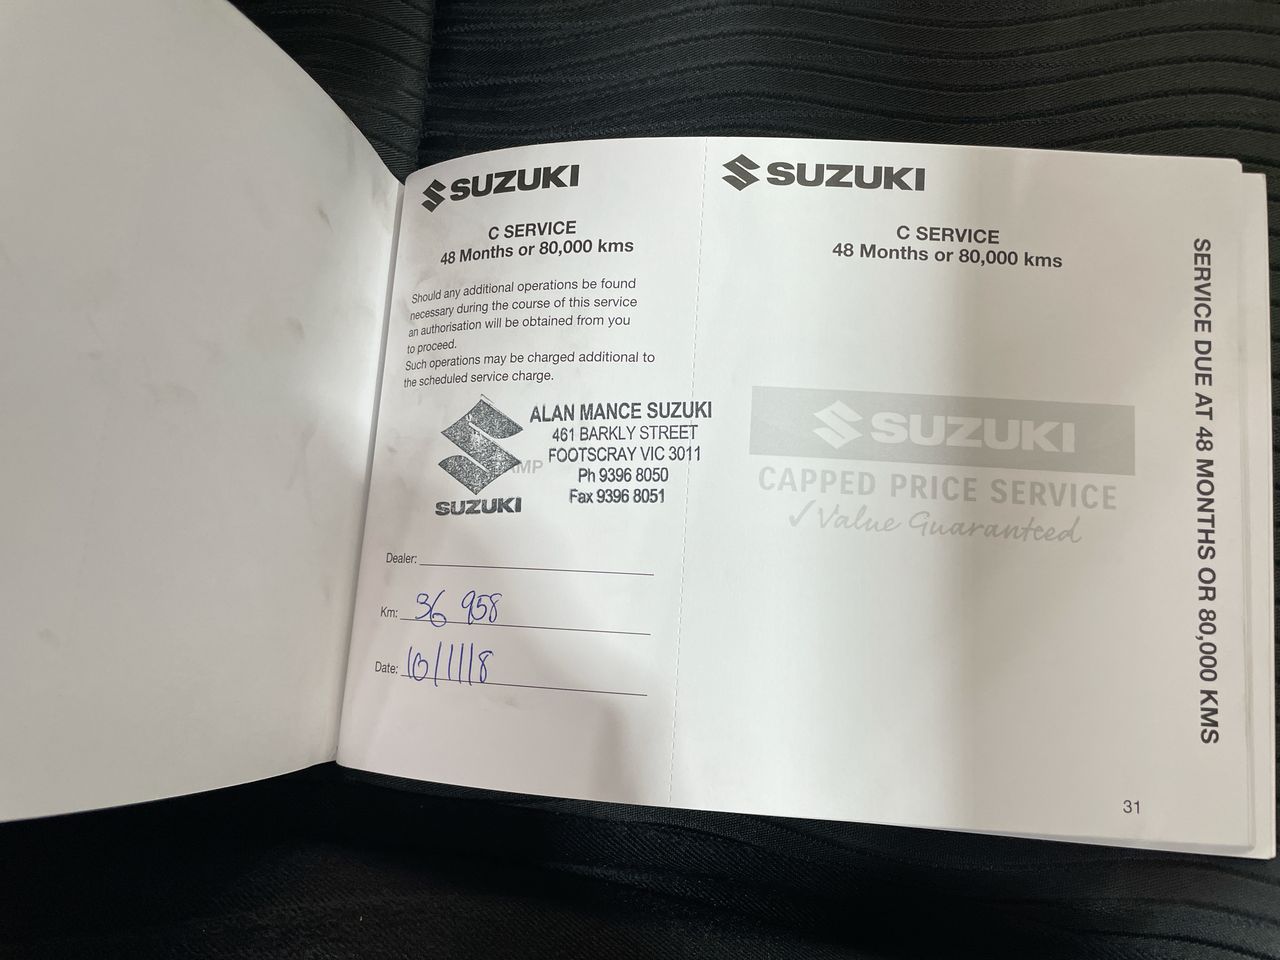 SUZUKI
C SERVICE
48 Months or 80,000 kms
Should any additional operations be found
necessary during the course of this service
an authorisation will be obtained from you
to proceed.
Such operations may be charged additional to
the scheduled service charge.
ALAN MANCE SUZUKI
461 BARKLY STREET
FOOTSCRAY VIC 3011
Ph 9396 8050
Fax 9396 8051
SUZUKI
Dealer:
Km: 36 958
Date: 10/1/18
SUZUKI
C SERVICE
48 Months or 80,000 kms
SUZUKI
CAPPED PRICE SERVICE
✓Value Guaranteed
31
SERVICE DUE AT 48 MONTHS OR 80,000 KMS